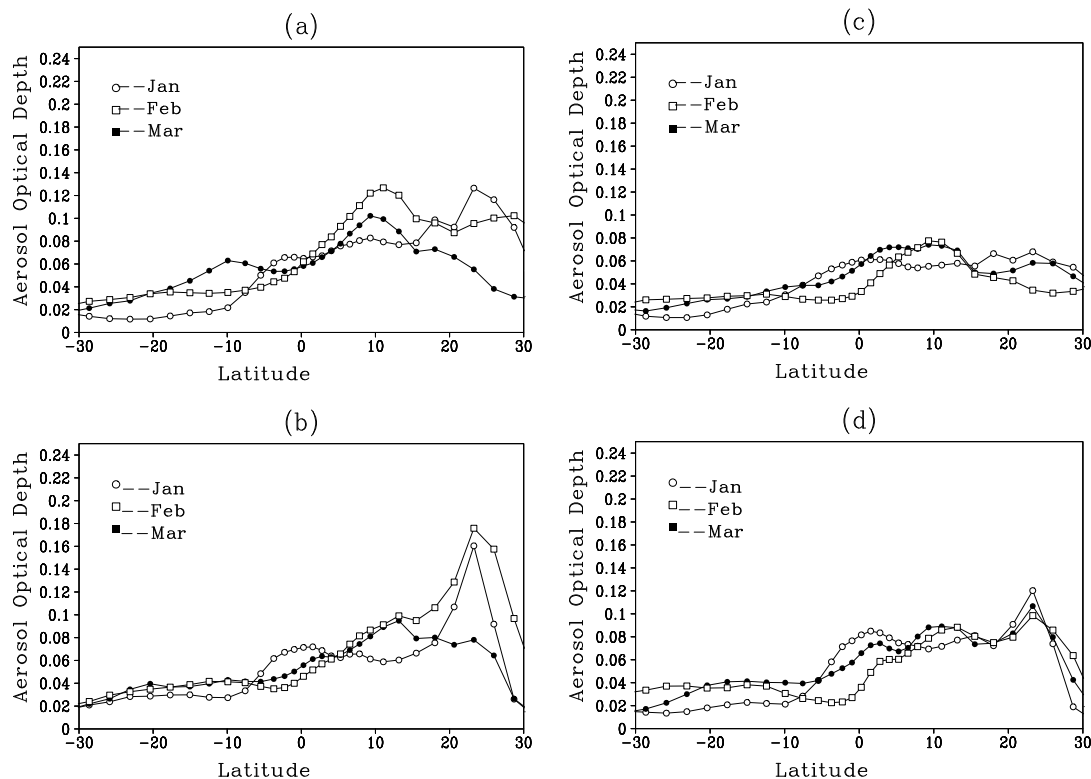 (a)
Aerosol Optical Depth
0.24
0.22
0.2
0.18
0.16
0.14
0.12
0.1
0.08
0.06
0.04
0.02
0
○---Jan
□---Feb
■---Mar
-30 -20 -10 0 10 20 30
Latitude
(c)
Aerosol Optical Depth
0.24
0.22
0.2
0.18
0.16
0.14
0.12
0.1
0.08
0.06
0.04
0.02
0
○---Jan
□---Feb
■---Mar
-30 -20 -10 0 10 20 30
Latitude
(b)
Aerosol Optical Depth
0.24
0.22
0.2
0.18
0.16
0.14
0.12
0.1
0.08
0.06
0.04
0.02
0
○---Jan
□---Feb
■---Mar
-30 -20 -10 0 10 20 30
Latitude
(d)
Aerosol Optical Depth
0.24
0.22
0.2
0.18
0.16
0.14
0.12
0.1
0.08
0.06
0.04
0.02
0
○---Jan
□---Feb
■---Mar
-30 -20 -10 0 10 20 30
Latitude